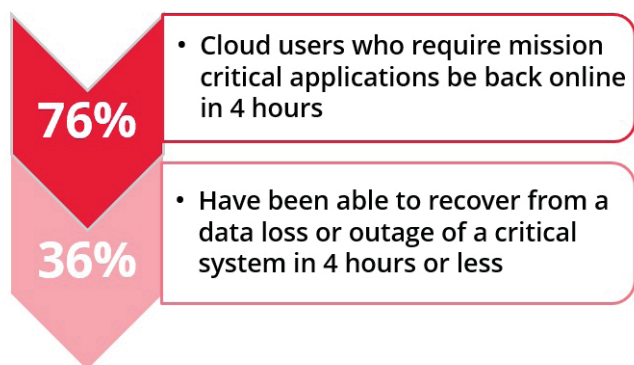 76%
• Cloud users who require mission
critical applications be back online
in 4 hours
36%
• Have been able to recover from a
data loss or outage of a critical
system in 4 hours or less